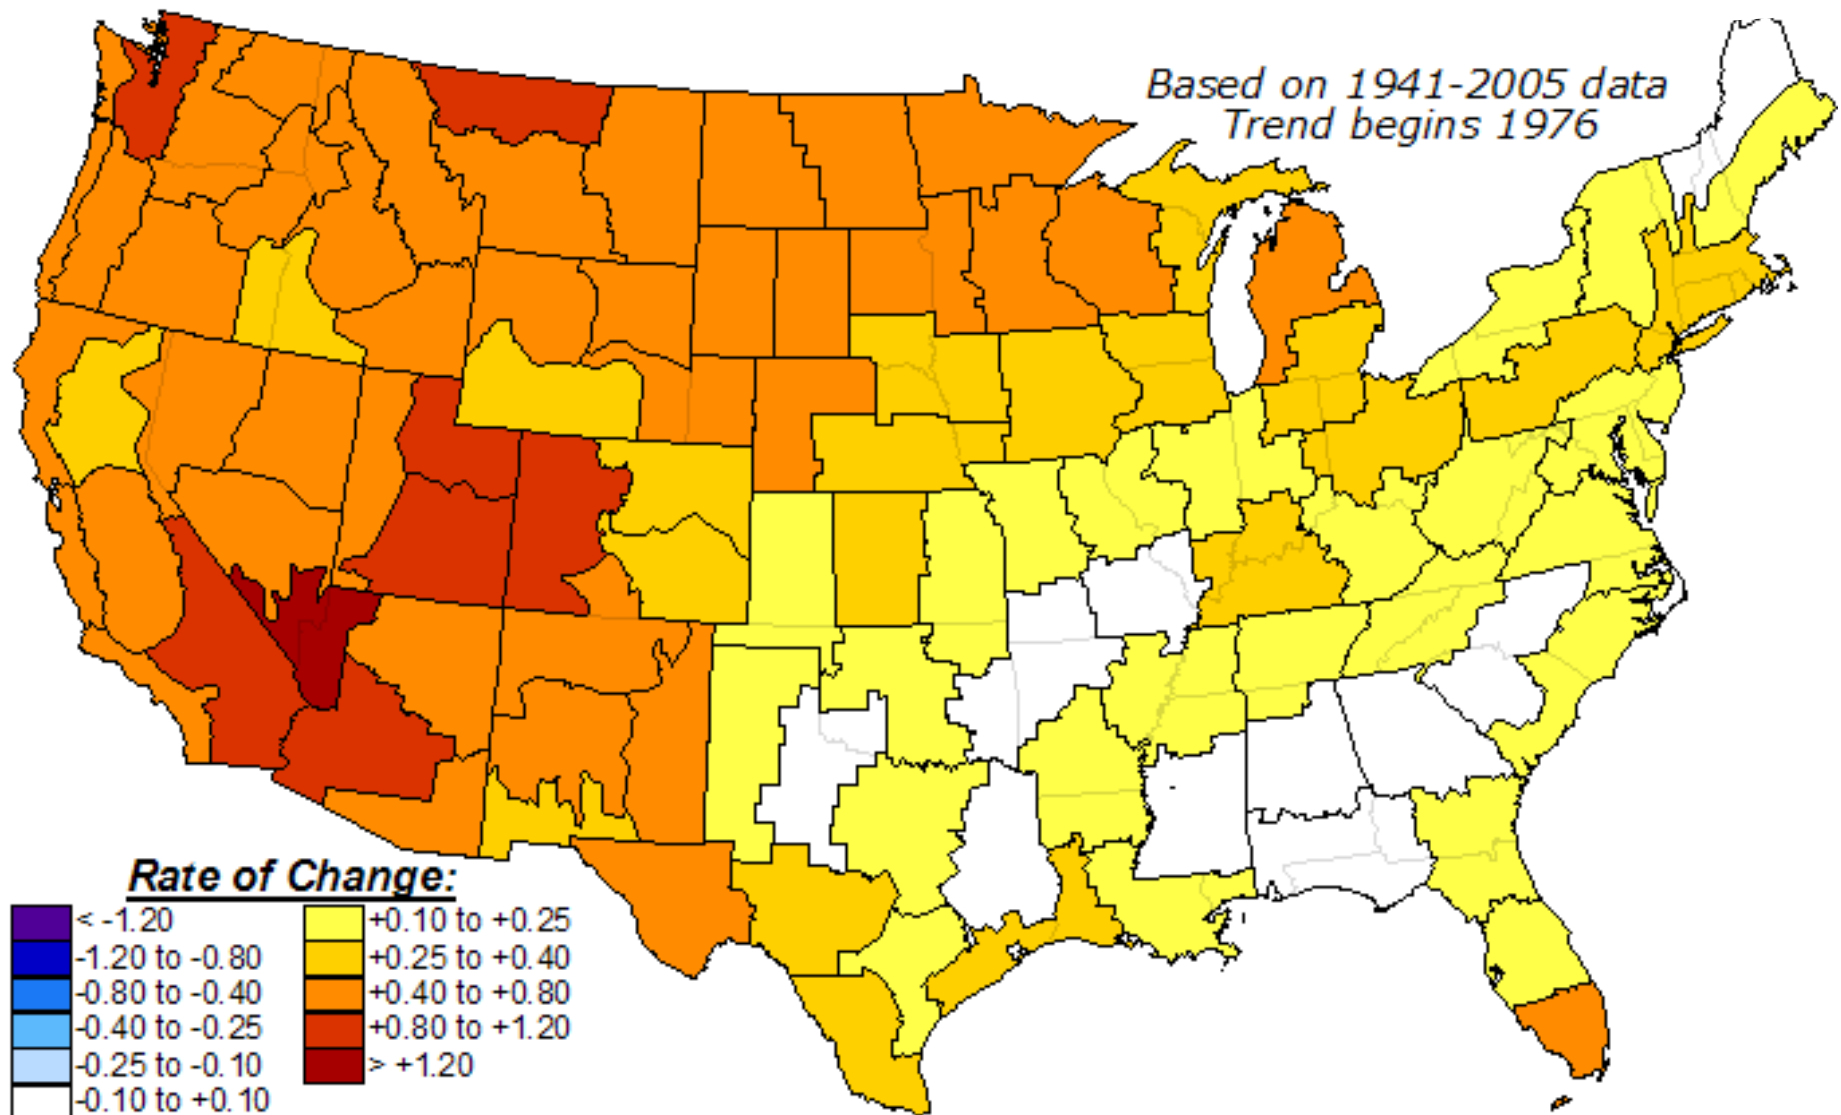 Based on 1941-2005 data
Trend begins 1976
Rate of Change:
< -1.20
-1.20 to -0.80
-0.80 to -0.40
-0.40 to -0.25
-0.25 to -0.10
-0.10 to +0.10
+0.10 to +0.25
+0.25 to +0.40
+0.40 to +0.80
+0.80 to +1.20
> +1.20